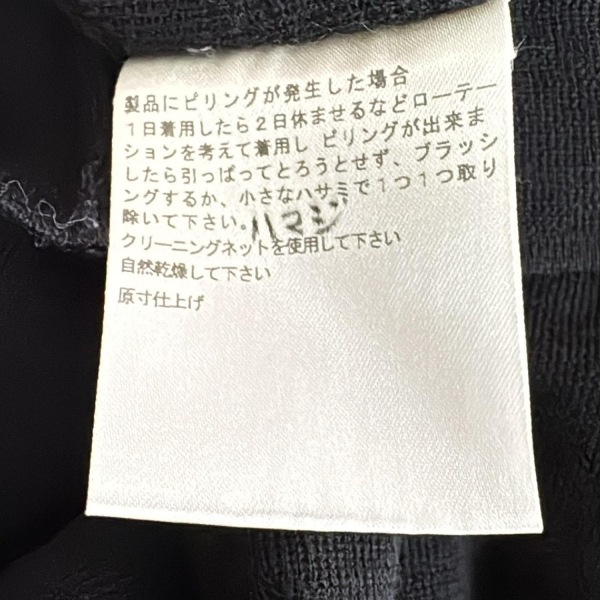 製品にピリングが発生した場合
1日着用したら2日休ませるなどローテー
ションを考えて着用し ピリングが出来ま
したら引っぱってとろうとせず、ブラッシ
ングするか、小さなハサミで1つ1つ取り
除いて下さい。
ハマジ
クリーニングネットを使用して下さい
自然乾燥して下さい
原寸仕上げ